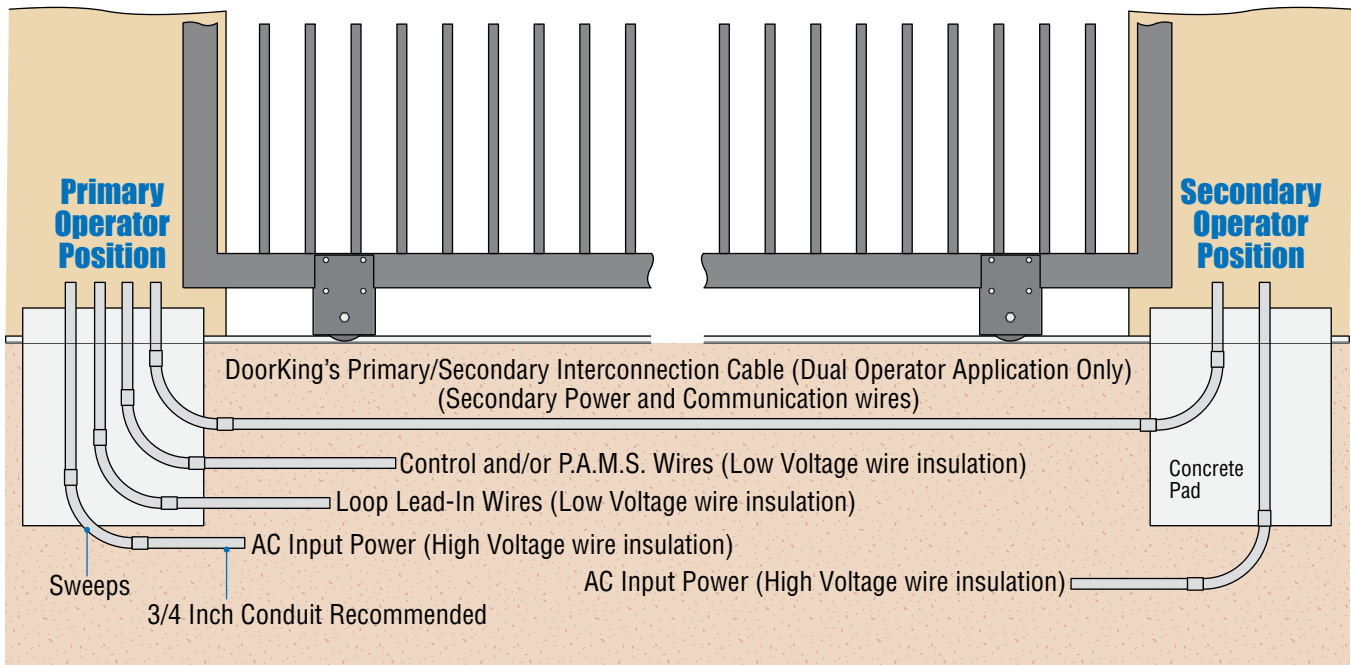 Primary
Operator
Position
Secondary
Operator
Position
DoorKing's Primary/Secondary Interconnection Cable (Dual Operator Application Only)
(Secondary Power and Communication wires)
Control and/or P.A.M.S. Wires (Low Voltage wire insulation)
Concrete
Pad
Loop Lead-In Wires (Low Voltage wire insulation)
AC Input Power (High Voltage wire insulation)
AC Input Power (High Voltage wire insulation)
Sweeps
3/4 Inch Conduit Recommended